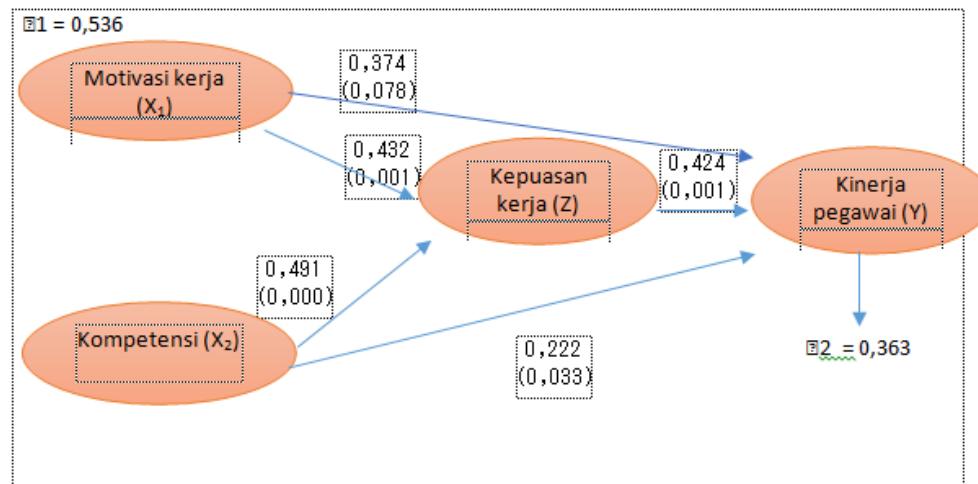 1 = 0,536
Motivasi kerja
(X₁)
0,374
(0,078)
0,432
(0,001)
Kepuasan
kerja (Z)
0,424
(0,001)
Kinerja
pegawai (Y)
0,491
(0,000)
Kompetensi (X₂)
0,222
(0,033)
2 = 0,363